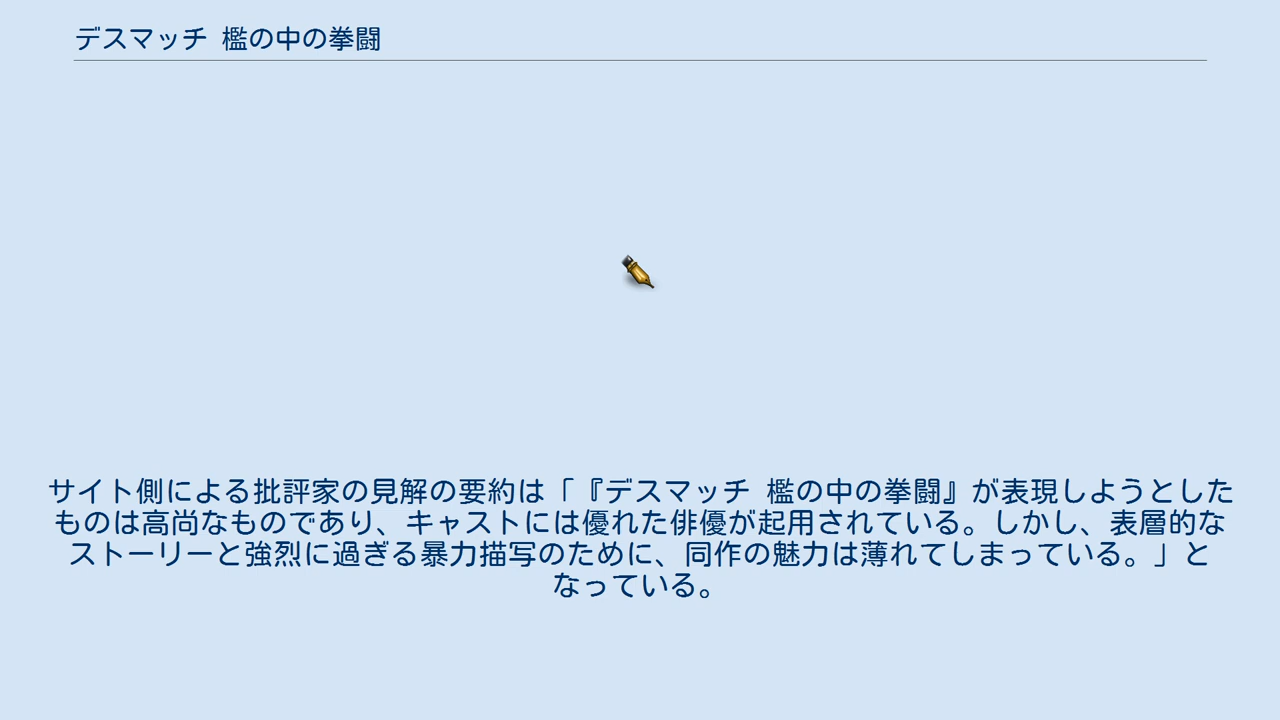 デスマッチ 檻の中の拳闘
サイト側による批評家の見解の要約は「『デスマッチ 檻の中の拳闘』が表現しようとした
ものは高尚なものであり、キャストには優れた俳優が起用されている。しかし、表層的な
ストーリーと強烈に過ぎる暴力描写のために、同作の魅力は薄れてしまっている。」と
なっている。